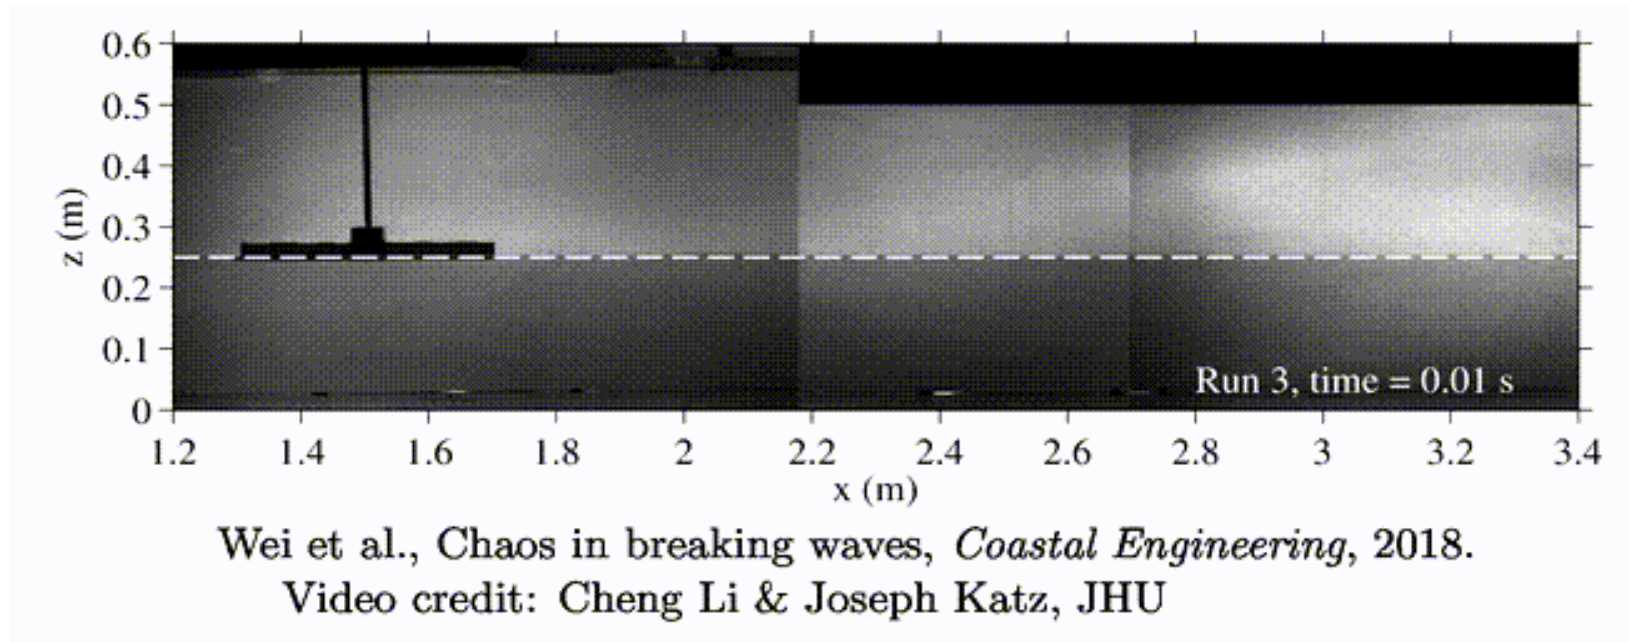 0.6
0.5
0.4
0.3
0.2
0.1
0
z (m)
Run 3, time = 0.01 s
1.2 1.4 1.6 1.8 2 2.2 2.4 2.6 2.8 3 3.2 3.4
x (m)
Wei et al., Chaos in breaking waves, Coastal Engineering, 2018.
Video credit: Cheng Li & Joseph Katz, JHU